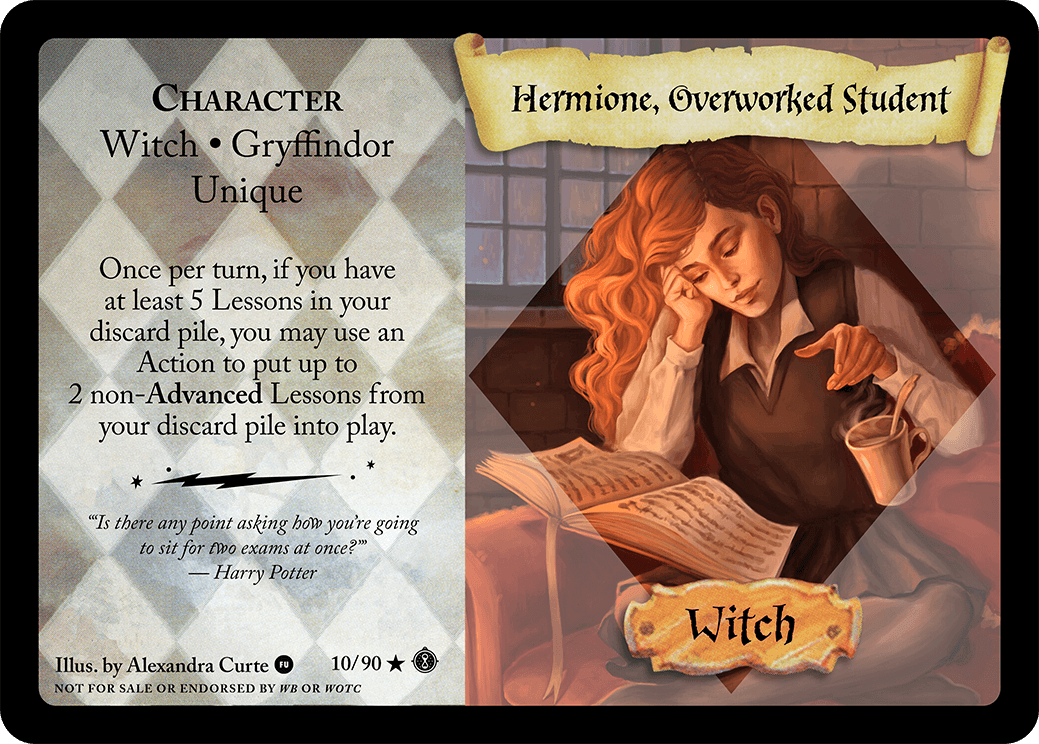 Hermione, Overworked Student
CHARACTER
Witch • Gryffindor
Unique
Once per turn, if you have
at least 5 Lessons in your
discard pile, you may use an
Action to put up to
2 non-Advanced Lessons from
your discard pile into play.
“‘Is there any point asking how you’re going
to sit for two exams at once?’”
— Harry Potter
Illus. by Alexandra Curte FU 10/90 ★
NOT FOR SALE OR ENDORSED BY WB OR WOTC
Witch